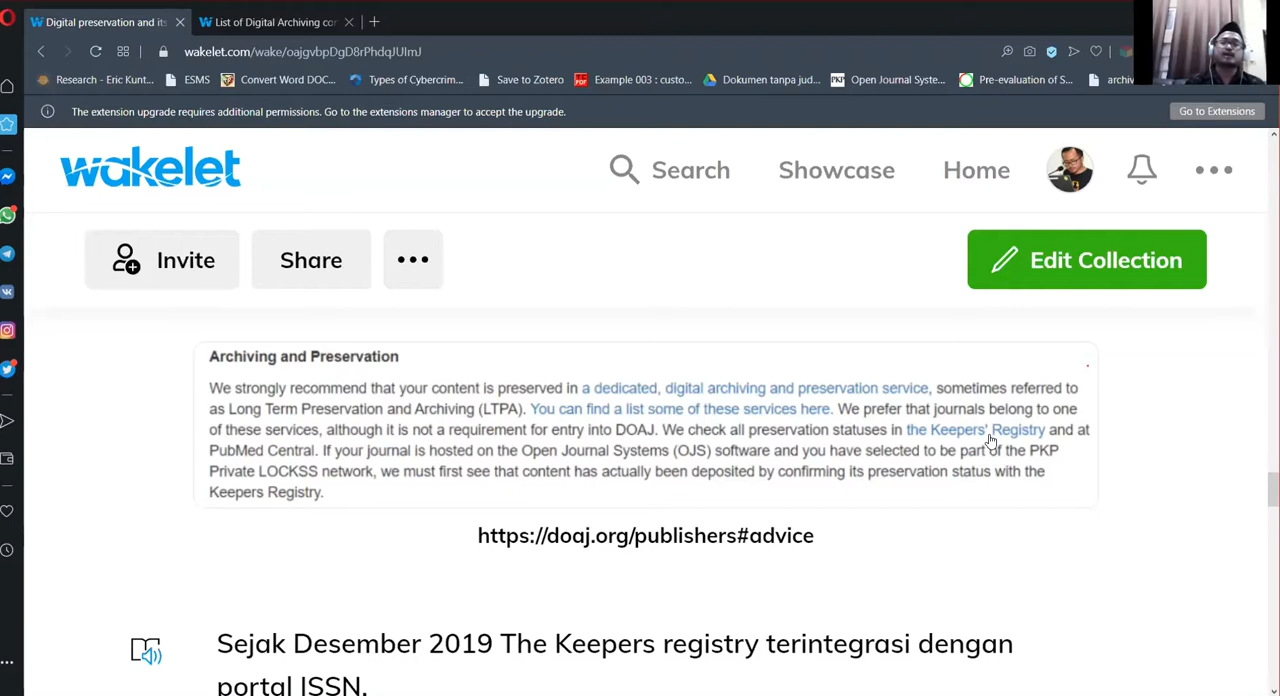 Digital preservation and its
List of Digital Archiving co
wakelet.com/wake/oajgvbpDgD8rPhdqJUImJ
Research - Eric Kunt...
ESMS
Convert Word DOC...
Types of Cybercrim...
Save to Zotero
Example 003 : custo...
Dokumen tanpa jud...
Open Journal Syste...
Pre-evaluation of S...
archiv
The extension upgrade requires additional permissions. Go to the extensions manager to accept the upgrade.
Go to Extensions
wakelet
Search
Showcase
Home
Invite
Share
Edit Collection
Archiving and Preservation
We strongly recommend that your content is preserved in a dedicated, digital archiving and preservation service, sometimes referred to
as Long Term Preservation and Archiving (LTPA). You can find a list some of these services here. We prefer that journals belong to one
of these services, although it is not a requirement for entry into DOAJ. We check all preservation statuses in the Keepers' Registry and at
PubMed Central. If your journal is hosted on the Open Journal Systems (OJS) software and you have selected to be part of the PKP
Private LOCKSS network, we must first see that content has actually been deposited by confirming its preservation status with the
Keepers Registry.
https://doaj.org/publishers#advice
Sejak Desember 2019 The Keepers registry terintegrasi dengan
portal ISSN.